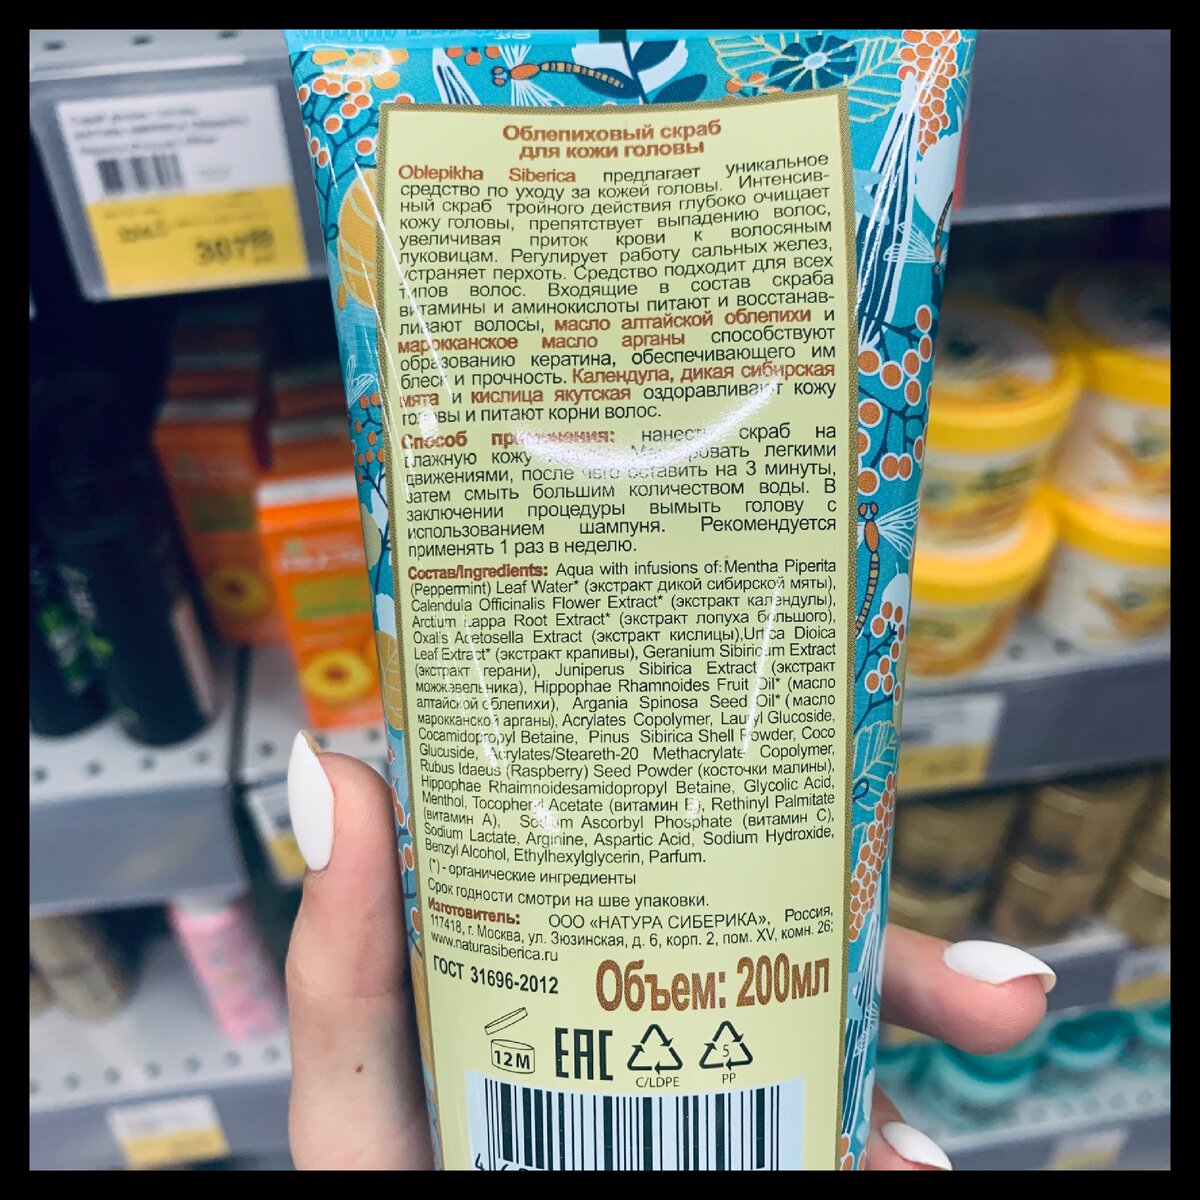 Облепиховый скраб
для кожи головы
Oblepikha Siberica предлагает уникальное
средство по уходу за кожей головы. Интенсив-
ный скраб тройного действия глубоко очищает
кожу головы, препятствует выпадению волос,
увеличивая приток крови к волосяным
луковицам. Регулирует работу сальных желез,
устраняет перхоть. Средство подходит для всех
типов волос. Входящие в состав скраба
витамины и аминокислоты питают и восстанав-
ливают волосы, масло алтайской облепихи и
марокканское масло арганы способствуют
образованию кератина, обеспечивающего им
блеск и прочность. Календула, дикая сибирская
мята и кислица якутская оздоравливают кожу
головы и питают корни волос.
Способ применения: нанести скраб на
влажную кожу Массировать легкими
движениями, после чего оставить на 3 минуты,
затем смыть большим количеством воды. В
заключении процедуры вымыть голову с
использованием шампуня. Рекомендуется
применять 1 раз в неделю.
Состав/Ingredients: Aqua with infusions of: Mentha Piperita
(Peppermint) Leaf Water* (экстракт дикой сибирской мяты),
Calendula Officinalis Flower Extract* (экстракт календулы),
Arctium Lappa Root Extract* (экстракт лопуха большого),
Oxalis Acetosella Extract (экстракт кислицы),Urtica Dioica
Leaf Extract* (экстракт крапивы), Geranium Sibiricum Extract
(экстракт герани), Juniperus Sibirica Extract (экстракт
можжевельника), Hippophae Rhamnoides Fruit Oil* (масло
алтайской облепихи), Argania Spinosa Seed Oil* (масло
марокканской арганы), Acrylates Copolymer, Lauryl Glucoside,
Cocamidopropyl Betaine, Pinus Sibirica Shell Powder, Coco
Glucuside, Acrylates/Steareth-20 Methacrylate Copolymer,
Rubus Idaeus (Raspberry) Seed Powder (косточки малины),
Hippophae Rhaimnoidesamidopropyl Betaine, Glycolic Acid,
Menthol, Tocopheryl Acetate (витамин Е), Rethinyl Palmitate
(витамин А), Sodium Ascorbyl Phosphate (витамин С),
Sodium Lactate, Arginine, Aspartic Acid, Sodium Hydroxide,
Benzyl Alcohol, Ethylhexylglycerin, Parfum.
(*) - органические ингредиенты
Срок годности смотри на шве упаковки.
Изготовитель: ООО «НАТУРА СИБЕРИКА», Россия,
117418, г. Москва, ул. Зюзинская, д. 6, корп. 2, пом. XV, комн. 26;
www.naturasiberica.ru
ГОСТ 31696-2012
Объем: 200мл
12М
EAC
C/LDPE
5
PP
307